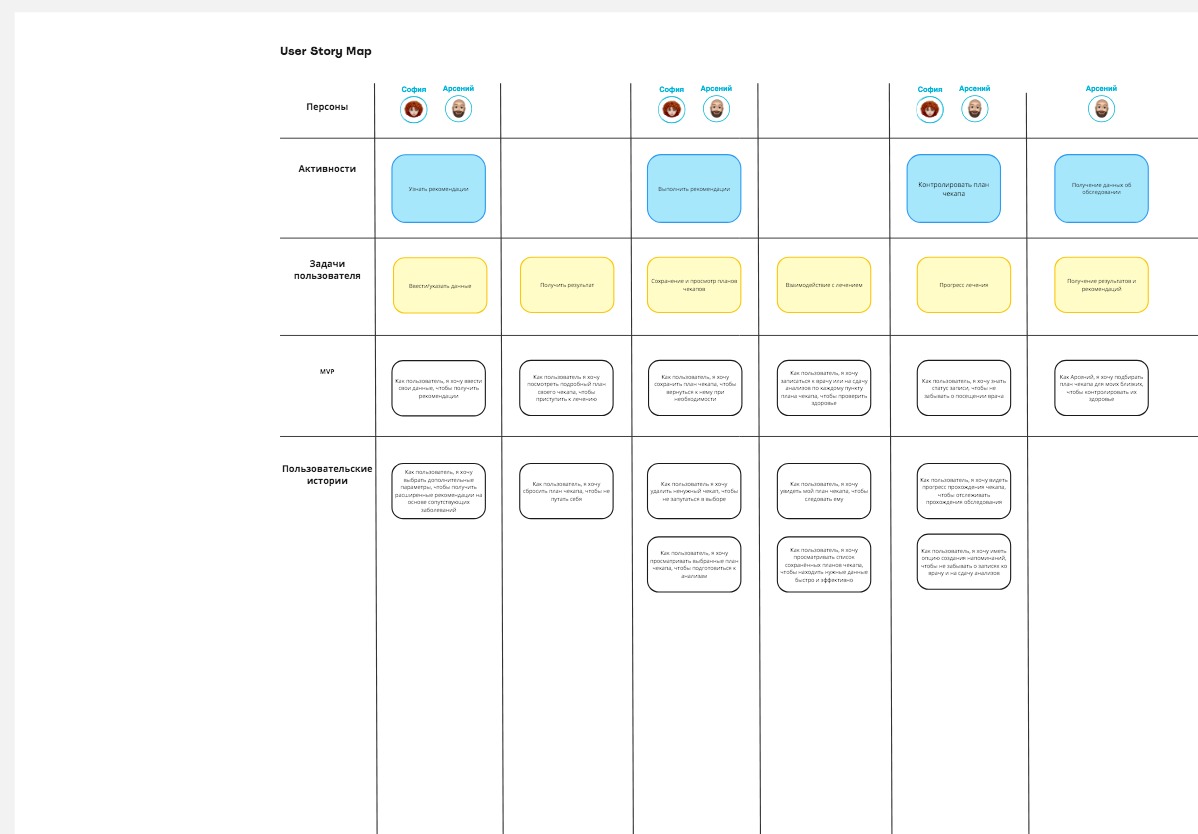 User Story Map
Персоны
София
Арсений
София
Арсений
София
Арсений
Арсений
Активности
Узнать рекомендации
Выполнить рекомендации
Контролировать план
чекапа
Получение данных об
обследовании
Задачи
пользователя
Ввести/указать данные
Получить результат
Сохранение и просмотр планов
чекапов
Взаимодействие с лечением
Прогресс лечения
Получение результатов и
рекомендаций
MVP
Как пользователь, я хочу ввести
свои данные, чтобы получить
рекомендации
Как пользователь, я хочу
посмотреть подробный план
своего чекапа, чтобы
приступить к лечению
Как пользователь, я хочу
сохранить план чекапа, чтобы
вернуться к нему при
необходимости
Как пользователь, я хочу
записаться к врачу или на сдачу
анализов по каждому пункту
плана чекапа, чтобы проверить
здоровье
Как пользователь, я хочу знать
статус записи, чтобы не
забывать о посещении врача
Как Арсений, я хочу подбирать
план чекапа для моих близких,
чтобы контролировать их
здоровье
Пользовательские
истории
Как пользователь, я хочу
выбрать дополнительные
параметры, чтобы получить
расширенные рекомендации на
основе сопутствующих
заболеваний
Как пользователь, я хочу
сбросить план чекапа, чтобы не
путать себя
Как пользователь я хочу
удалить ненужный чекап, чтобы
не запутаться в выборе
Как пользователь, я хочу
увидеть мой план чекапа, чтобы
следовать ему
Как пользователь, я хочу видеть
прогресс прохождения чекапа,
чтобы отслеживать
прохождения обследования
Как пользователь, я хочу
просматривать выбранные план
чекапа, чтобы подготовиться к
анализам
Как пользователь, я хочу
просматривать список
сохранённых планов чекапа,
чтобы находить нужные данные
быстро и эффективно
Как пользователь, я хочу иметь
опцию создания напоминаний,
чтобы не забывать о записях ко
врачу и на сдачу анализов